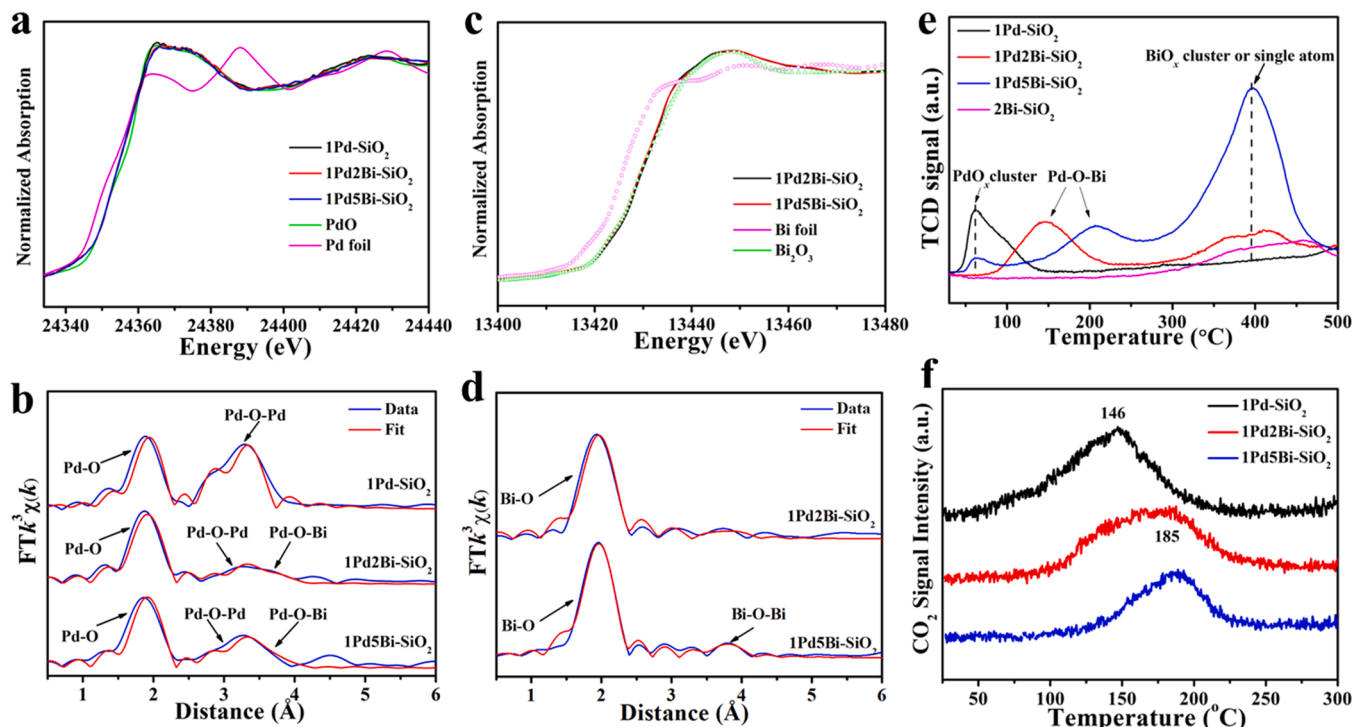 a
Normalized Absorption
1Pd-SiO₂
1Pd2Bi-SiO₂
1Pd5Bi-SiO₂
PdO
Pd foil
24340 24360 24380 24400 24420 24440
Energy (eV)
c
Normalized Absorption
1Pd2Bi-SiO₂
1Pd5Bi-SiO₂
Bi foil
Bi₂O₃
13400 13420 13440 13460 13480
Energy (eV)
e
TCD signal (a.u.)
1Pd-SiO₂
1Pd2Bi-SiO₂
1Pd5Bi-SiO₂
2Bi-SiO₂
BiOₓ cluster or single atom
PdOₓ cluster
Pd-O-Bi
100 200 300 400 500
Temperature (°C)
b
FTk³χ(k)
Data
Fit
Pd-O
Pd-O-Pd
1Pd-SiO₂
Pd-O
Pd-O-Pd
Pd-O-Bi
1Pd2Bi-SiO₂
Pd-O
Pd-O-Pd
Pd-O-Bi
1Pd5Bi-SiO₂
1 2 3 4 5 6
Distance (Å)
d
FTk³χ(k)
Data
Fit
Bi-O
1Pd2Bi-SiO₂
Bi-O
Bi-O-Bi
1Pd5Bi-SiO₂
1 2 3 4 5 6
Distance (Å)
f
CO₂ Signal Intensity (a.u.)
1Pd-SiO₂
1Pd2Bi-SiO₂
1Pd5Bi-SiO₂
146
185
50 100 150 200 250 300
Temperature (°C)